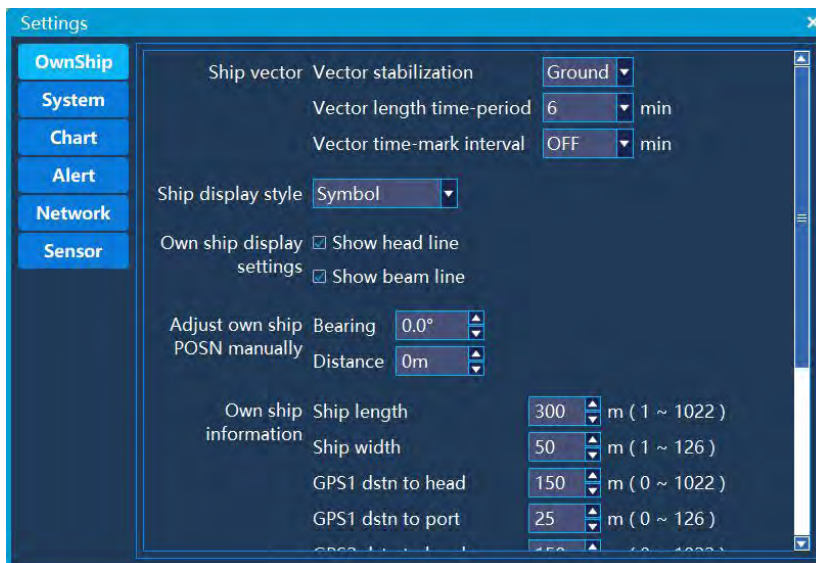 Settings
OwnShip
System
Chart
Alert
Network
Sensor
Ship vector Vector stabilization Ground
Vector length time-period 6 min
Vector time-mark interval OFF min
Ship display style Symbol
Own ship display settings
Show head line
Show beam line
Adjust own ship POSN manually
Bearing 0.0°
Distance 0m
Own ship information
Ship length 300 m ( 1 ~ 1022 )
Ship width 50 m ( 1 ~ 126 )
GPS1 dstn to head 150 m ( 0 ~ 1022 )
GPS1 dstn to port 25 m ( 0 ~ 126 )